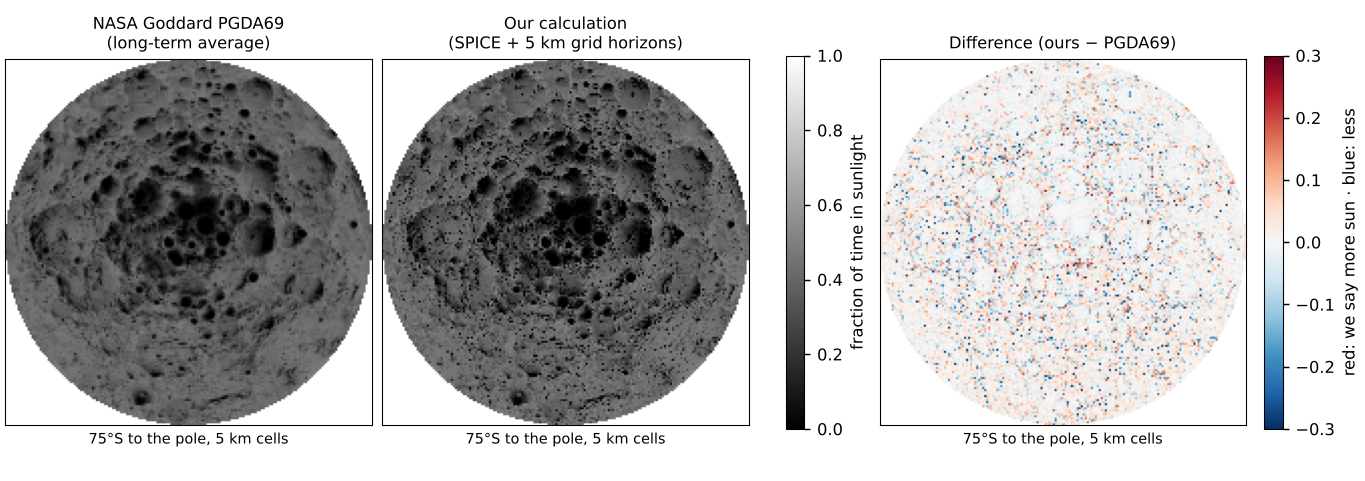 NASA Goddard PGDA69
(long-term average)
75°S to the pole, 5 km cells
Our calculation
(SPICE + 5 km grid horizons)
75°S to the pole, 5 km cells
1.0
0.8
0.6
0.4
0.2
0.0
fraction of time in sunlight
Difference (ours − PGDA69)
75°S to the pole, 5 km cells
0.3
0.2
0.1
0.0
−0.1
−0.2
−0.3
red: we say more sun · blue: less